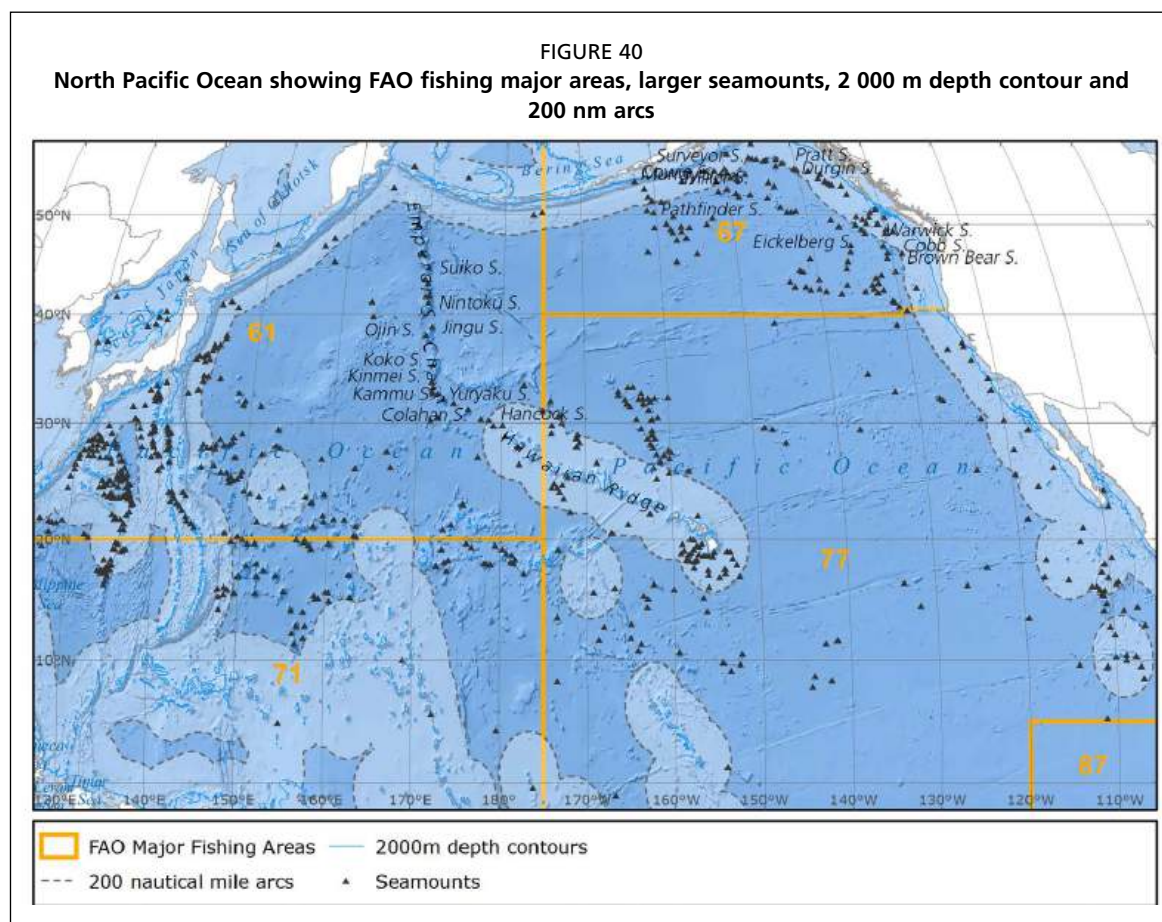 FIGURE 40
North Pacific Ocean showing FAO fishing major areas, larger seamounts, 2 000 m depth contour and
200 nm arcs
Surveyor S.
Pratt S.
Durgin S.
Bering Sea
Sea of Okhotsk
50°N
Pathfinder S.
67
Eickelberg S.
Warwick S.
Cobb S.
Brown Bear S.
Emperor S. Chain
Suiko S.
Sea of Japan
Nintoku S.
40°N
61
Ojin S.
Jingu S.
Koko S.
Kinmei S.
Kammu S.
Yuryaku S.
Colahan S.
Hancock S.
30°N
Pacific Ocean
Hawaiian Ridge
Pacific Ocean
20°N
77
10°N
71
87
120°E
140°E
150°E
160°E
170°E
180°
170°W
160°W
150°W
140°W
130°W
120°W
110°W
FAO Major Fishing Areas
2000m depth contours
200 nautical mile arcs
Seamounts